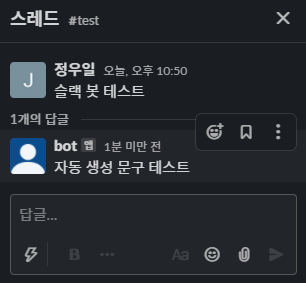 스레드 #test
J
정우일 오늘, 오후 10:50
슬랙 봇 테스트
1개의 답글
bot 앱 1분 미만 전
자동 생성 문구 테스트
답글...
B ... Aa